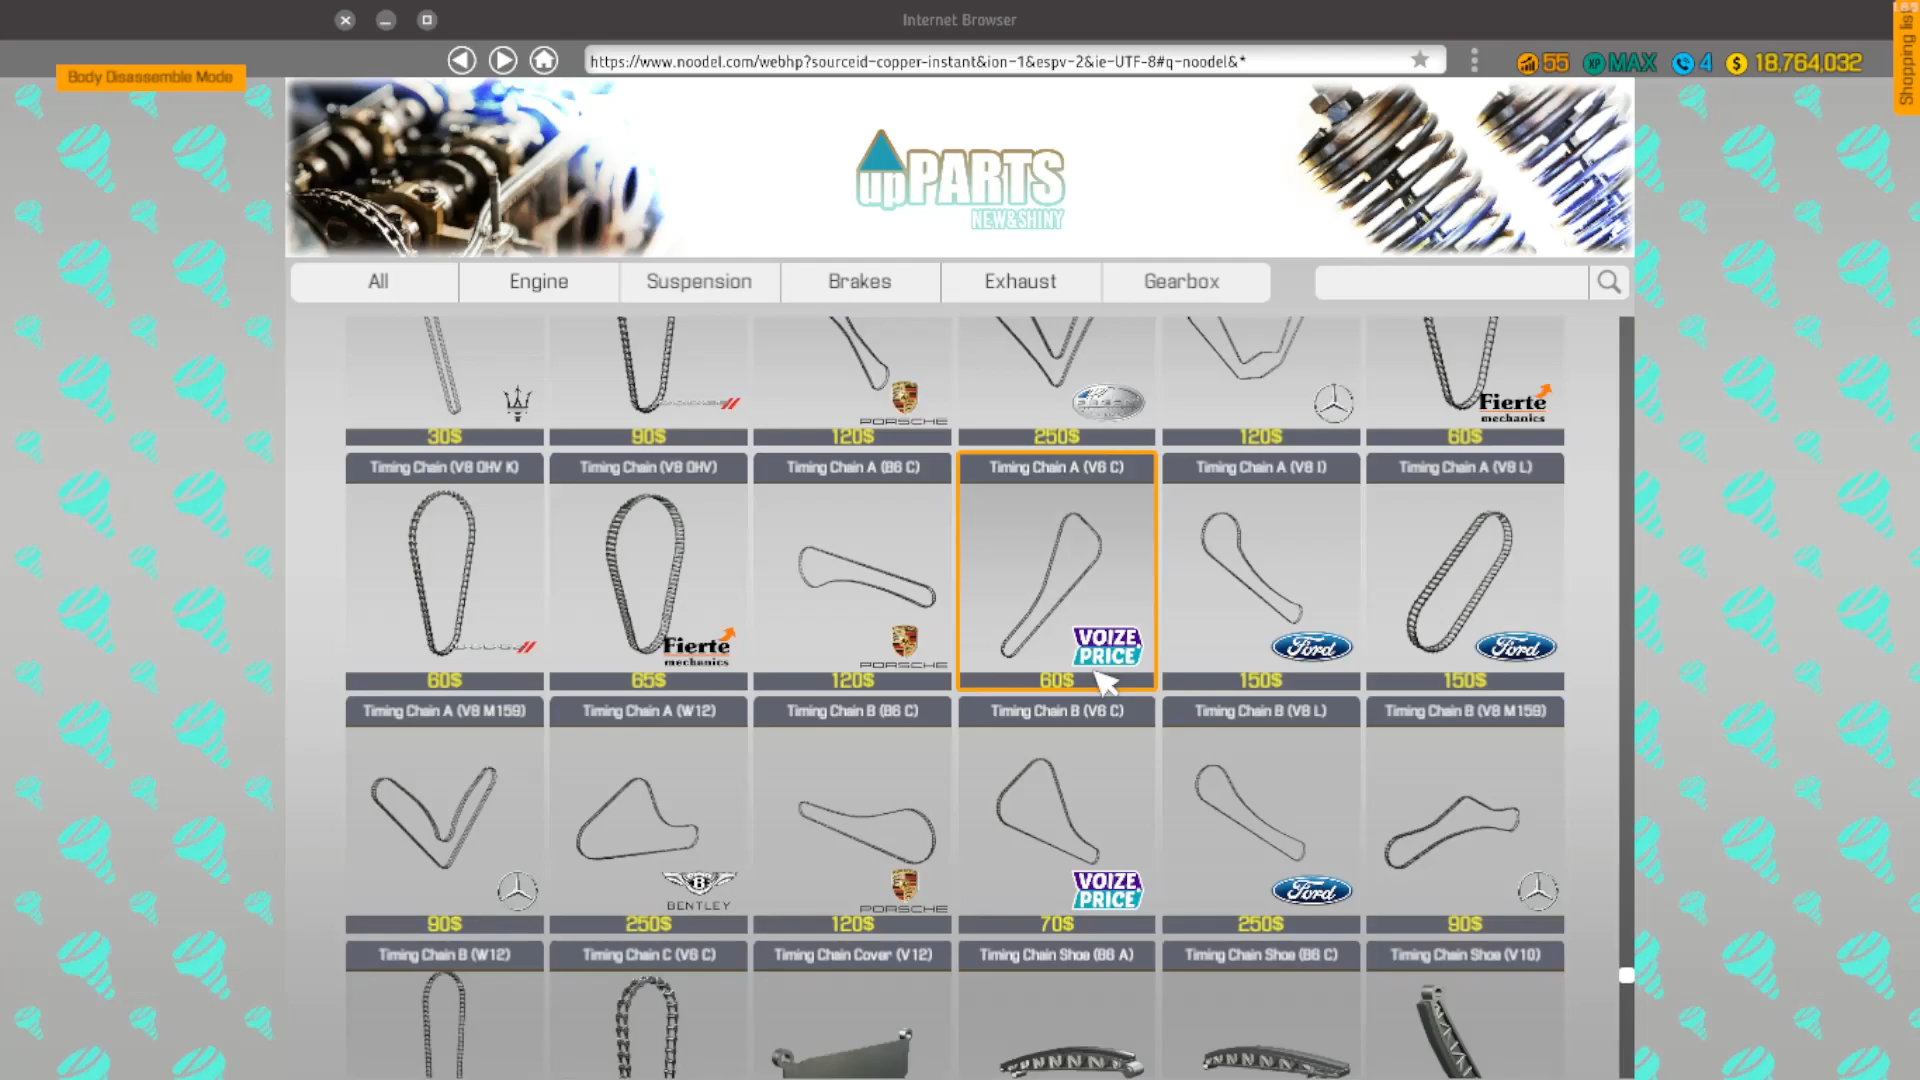 Internet Browser
https://www.noodel.com/webhp?sourceid-copper-instant&ion-1&espv-2&ie-UTF-8#q-noodel&*
55 XP MAX 4 $ 18,764,032
Shopping list
Body Disassemble Mode
upPARTS
NEW&SHINY
All Engine Suspension Brakes Exhaust Gearbox
PORSCHE Fierte mechanics
30$ 90$ 120$ 250$ 120$ 60$
Timing Chain (V8 OHV K) Timing Chain (V8 OHV) Timing Chain A (B6 C) Timing Chain A (V6 C) Timing Chain A (V8 I) Timing Chain A (V8 L)
Fierte mechanics PORSCHE VOIZE PRICE Ford Ford
60$ 65$ 120$ 60$ 150$ 150$
Timing Chain A (V8 M159) Timing Chain A (W12) Timing Chain B (B6 C) Timing Chain B (V6 C) Timing Chain B (V8 L) Timing Chain B (V8 M159)
B BENTLEY PORSCHE VOIZE PRICE Ford
90$ 250$ 120$ 70$ 250$ 90$
Timing Chain B (W12) Timing Chain C (V6 C) Timing Chain Cover (V12) Timing Chain Shoe (B6 A) Timing Chain Shoe (B6 C) Timing Chain Shoe (V10)